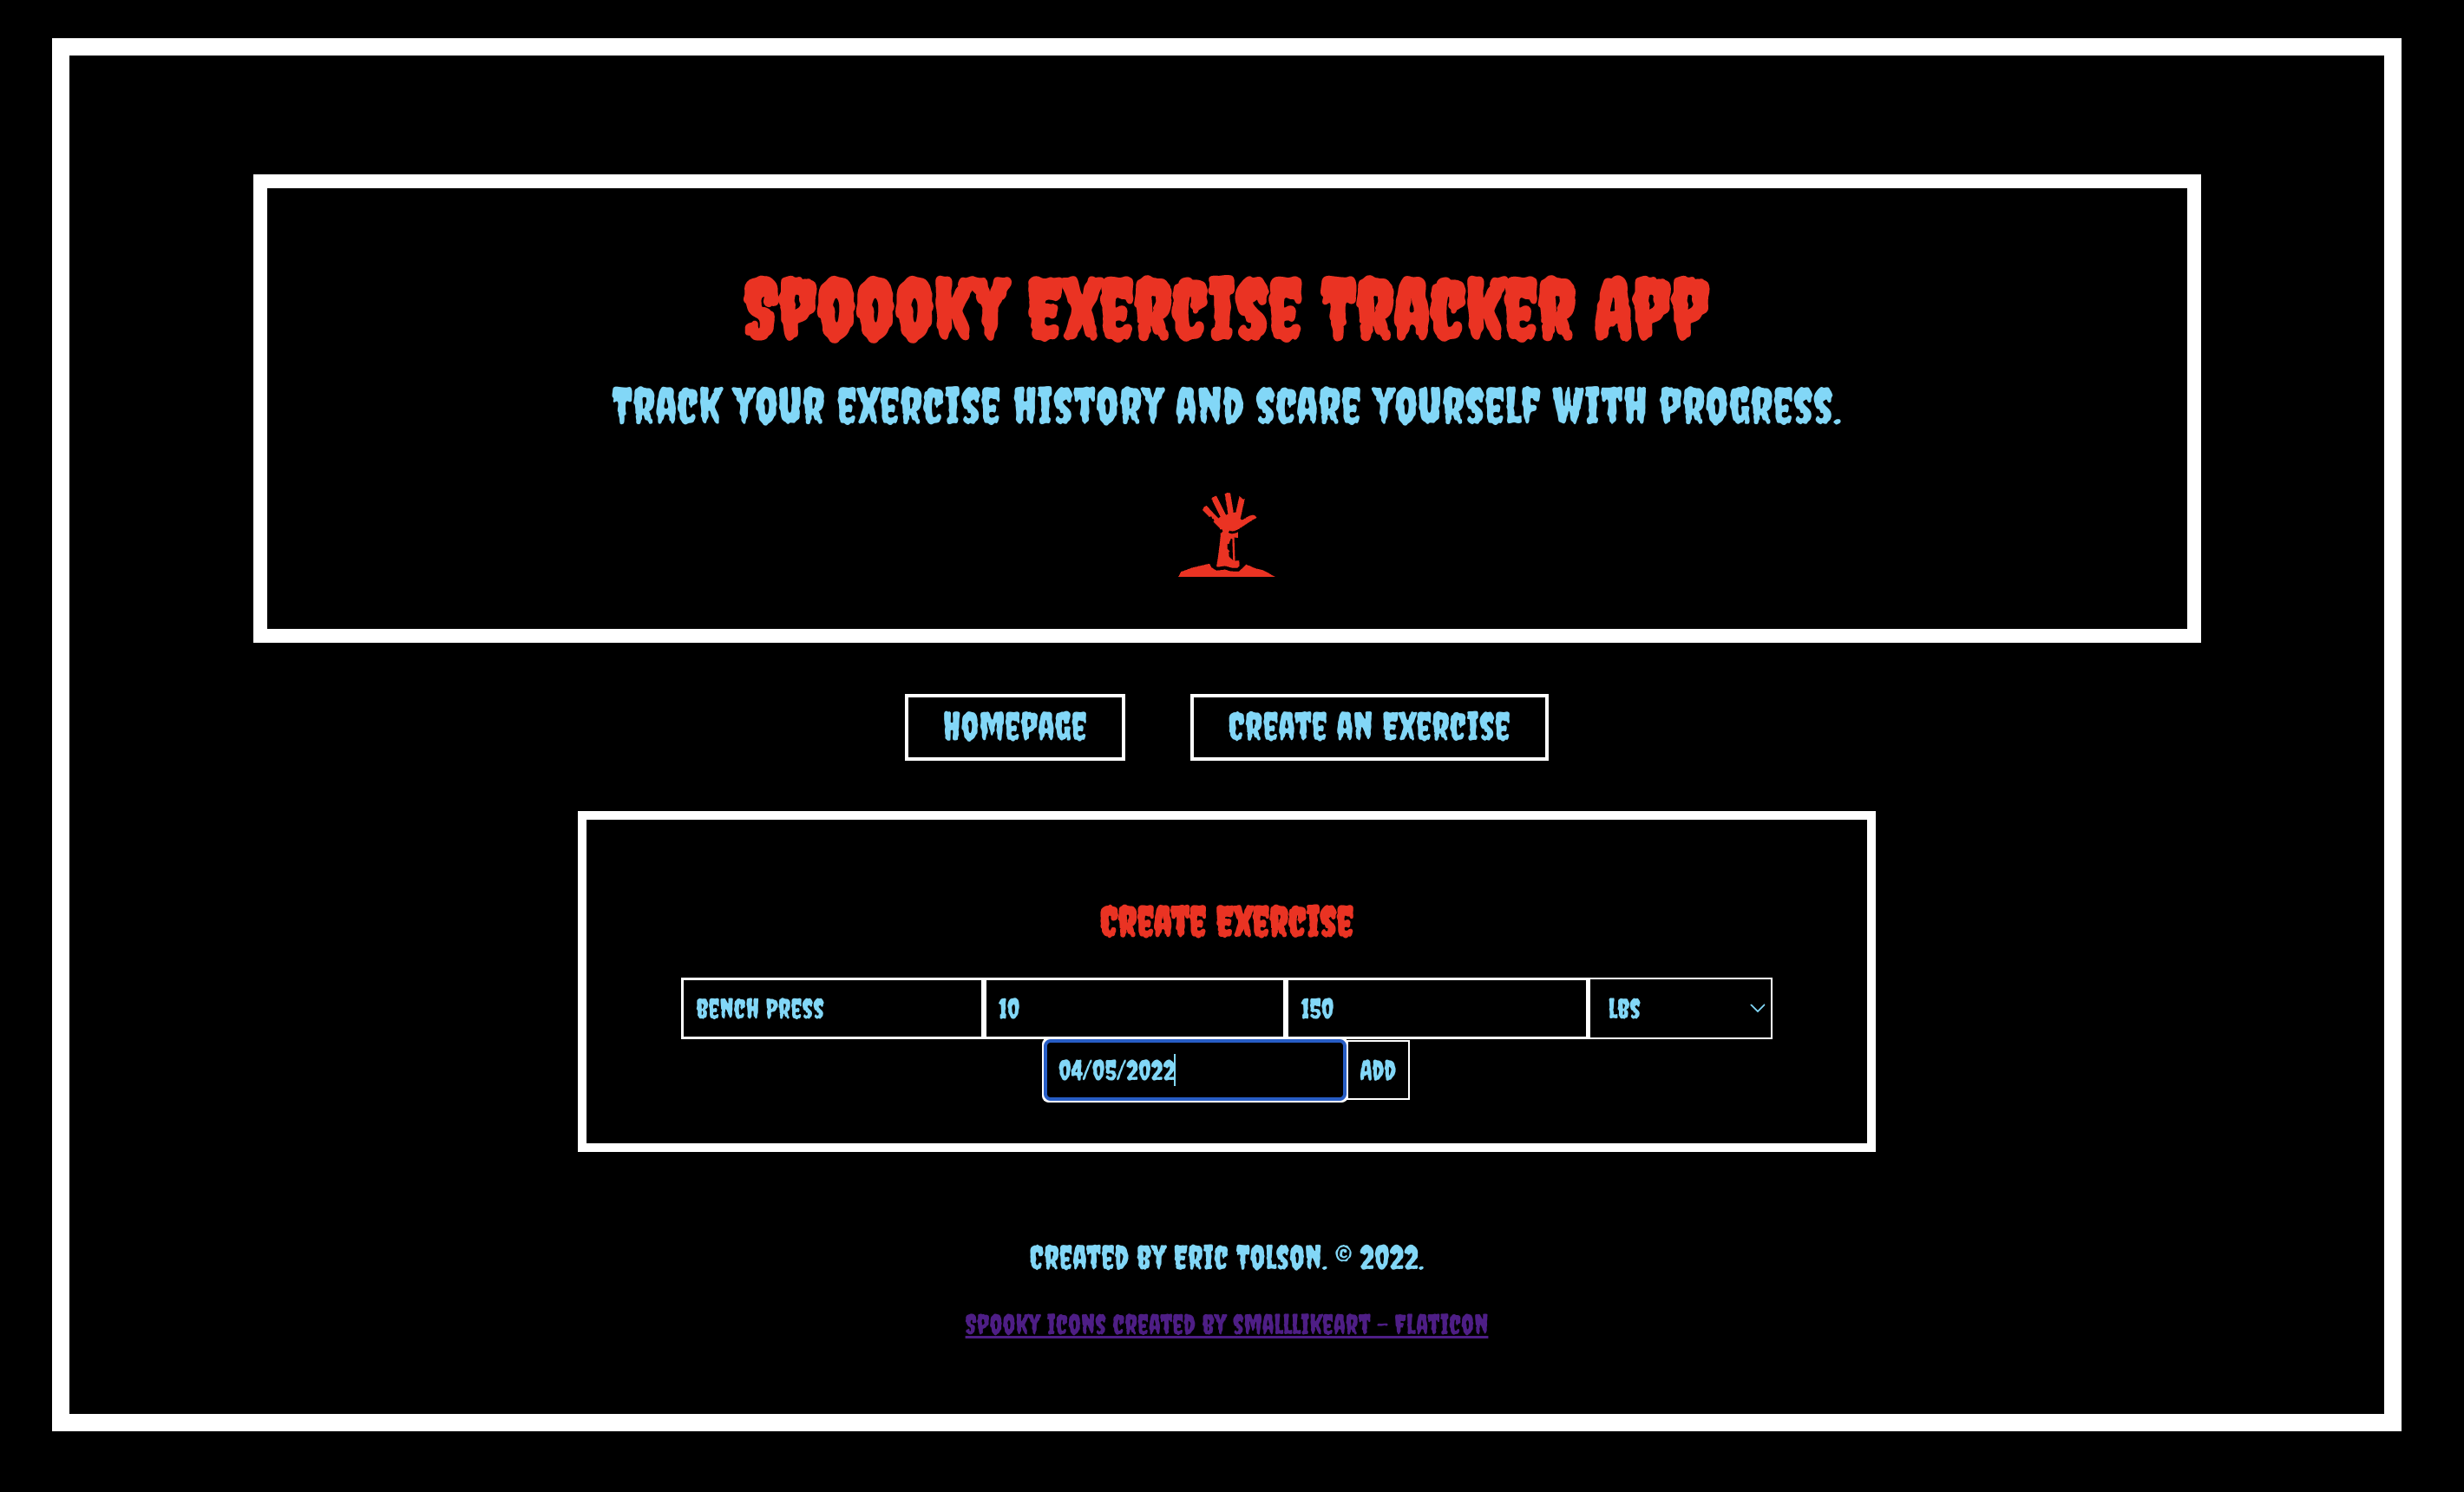 SPOOOKY EXERCISE TRACKER APP
TRACK YOUR EXERCISE HISTORY AND SCARE YOURSELF WITH PROGRESS.
HOMEPAGE
CREATE AN EXERCISE
CREATE EXERCISE
BENCH PRESS
10
150
LBS
04/05/2022
ADD
CREATED BY ERIC TOLSON. © 2022.
SPOOKY ICONS CREATED BY SMALLLIKEART - FLATICON